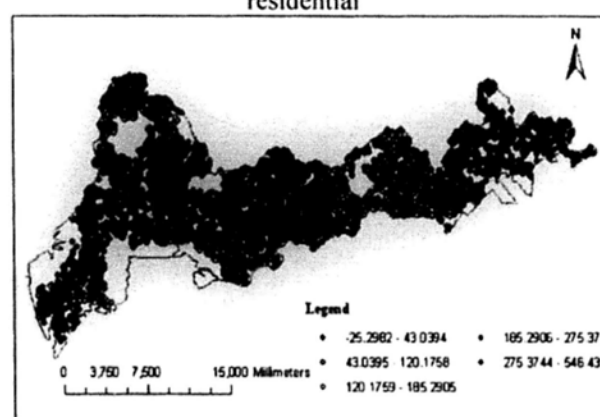 residential
N
Legend
-25.2982 - 43.0394
185.2906 - 275.37
43.0395 - 120.1758
275.3744 - 546.43
120.1759 - 185.2905
0 3,750 7,500 15,000 Millimeters